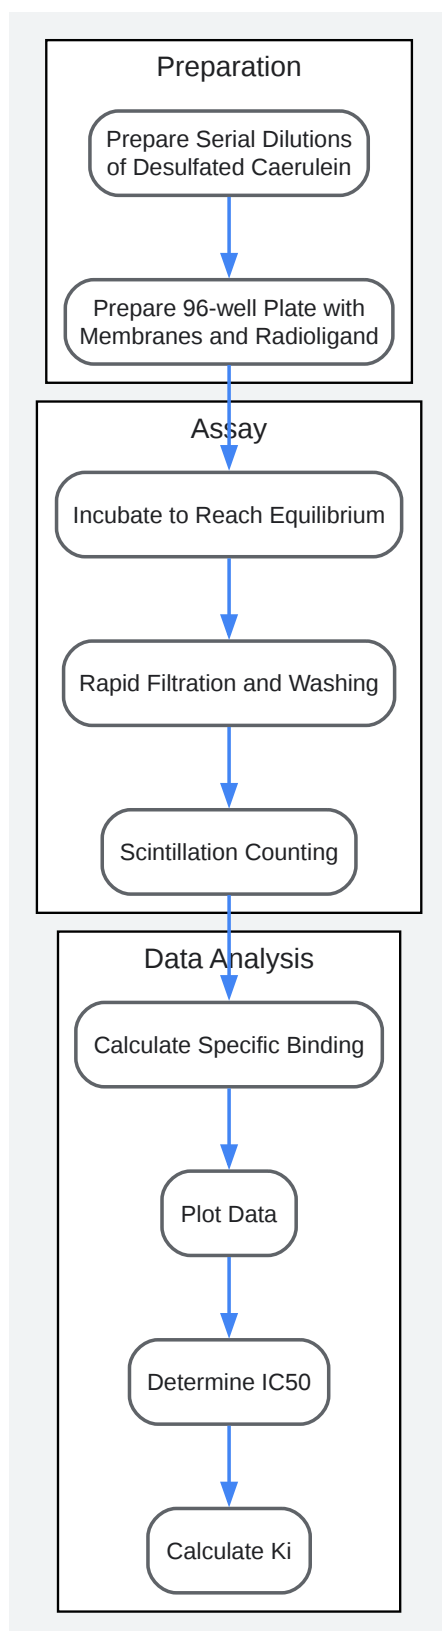 Preparation
Prepare Serial Dilutions
of Desulfated Caerulein
Prepare 96-well Plate with
Membranes and Radioligand
Assay
Incubate to Reach Equilibrium
Rapid Filtration and Washing
Scintillation Counting
Data Analysis
Calculate Specific Binding
Plot Data
Determine IC50
Calculate Ki